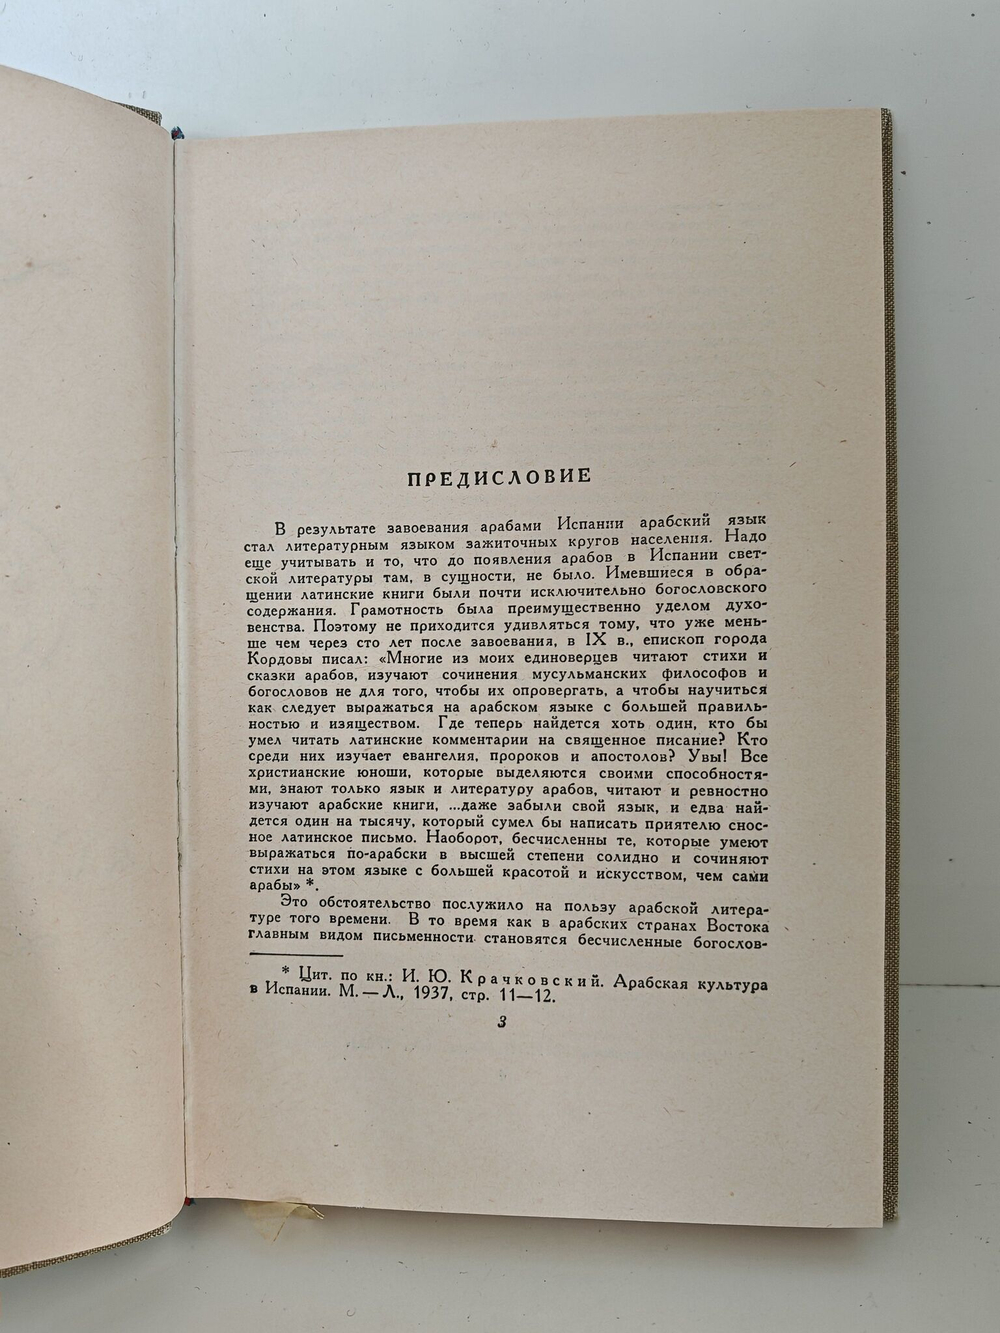 ПРЕДИСЛОВИЕ
В результате завоевания арабами Испании арабский язык
стал литературным языком зажиточных кругов населения. Надо
еще учитывать и то, что до появления арабов в Испании свет-
ской литературы там, в сущности, не было. Имевшиеся в обра-
щении латинские книги были почти исключительно богословского
содержания. Грамотность была преимущественно уделом духо-
венства. Поэтому не приходится удивляться тому, что уже мень-
ше чем через сто лет после завоевания, в IX в., епископ города
Кордовы писал: «Многие из моих единоверцев читают стихи и
сказки арабов, изучают сочинения мусульманских философов и
богословов не для того, чтобы их опровергать, а чтобы научиться
как следует выражаться на арабском языке с большей правиль-
ностью и изяществом. Где теперь найдется хоть один, кто бы
умел читать латинские комментарии на священное писание? Кто
среди них изучает евангелия, пророков и апостолов? Увы! Все
христианские юноши, которые выделяются своими способностя-
ми, знают только язык и литературу арабов, читают и ревностно
изучают арабские книги, ...даже забыли свой язык, и едва най-
дется один на тысячу, который сумел бы написать приятелю снос-
ное латинское письмо. Наоборот, бесчисленны те, которые умеют
выражаться по-арабски в высшей степени солидно и сочиняют
стихи на этом языке с большей красотой и искусством, чем сами
арабы» *.
Это обстоятельство послужило на пользу арабской литера-
туре того времени. В то время как в арабских странах Востока
главным видом письменности становятся бесчисленные богослов-
* Цит. по кн.: И. Ю. Крачковский. Арабская культура
в Испании. М. — Л., 1937, стр. 11—12.
3